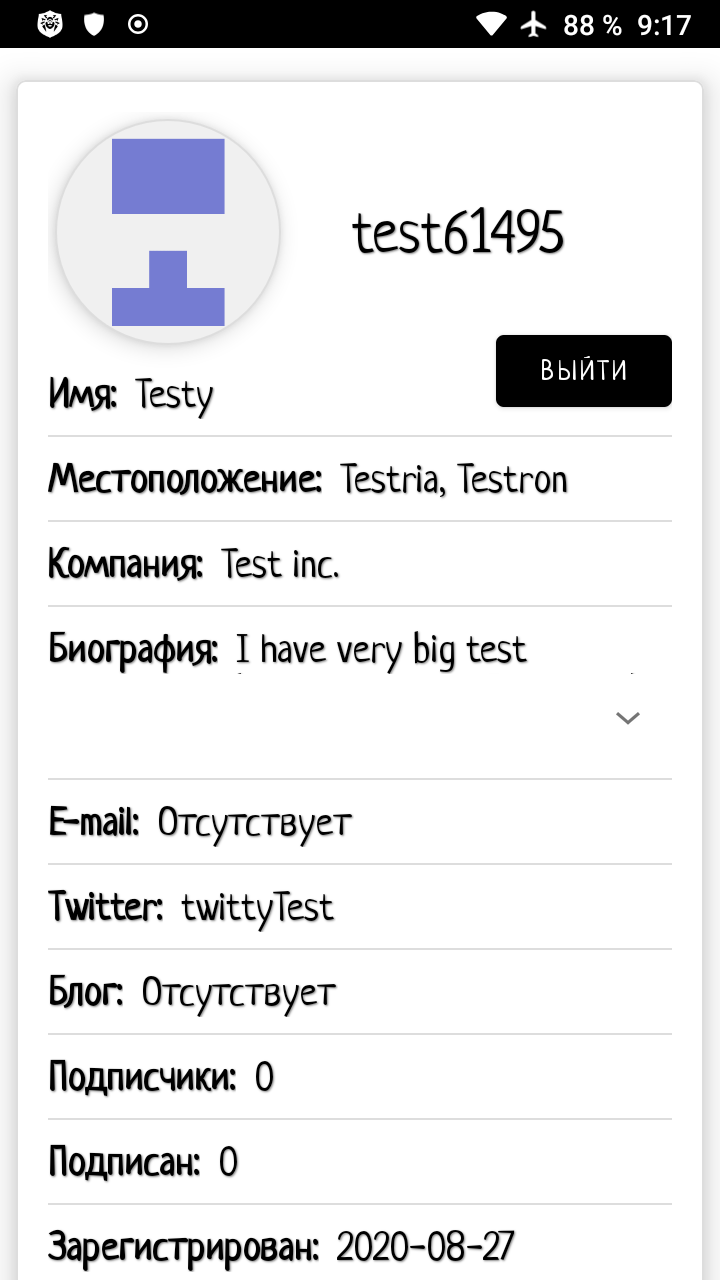 88 % 9:17
test61495
ВЫЙТИ
Имя: Testy
Местоположение: Testria, Testron
Компания: Test inc.
Биография: I have very big test
E-mail: Отсутствует
Twitter: twittyTest
Блог: Отсутствует
Подписчики: 0
Подписан: 0
Зарегистрирован: 2020-08-27